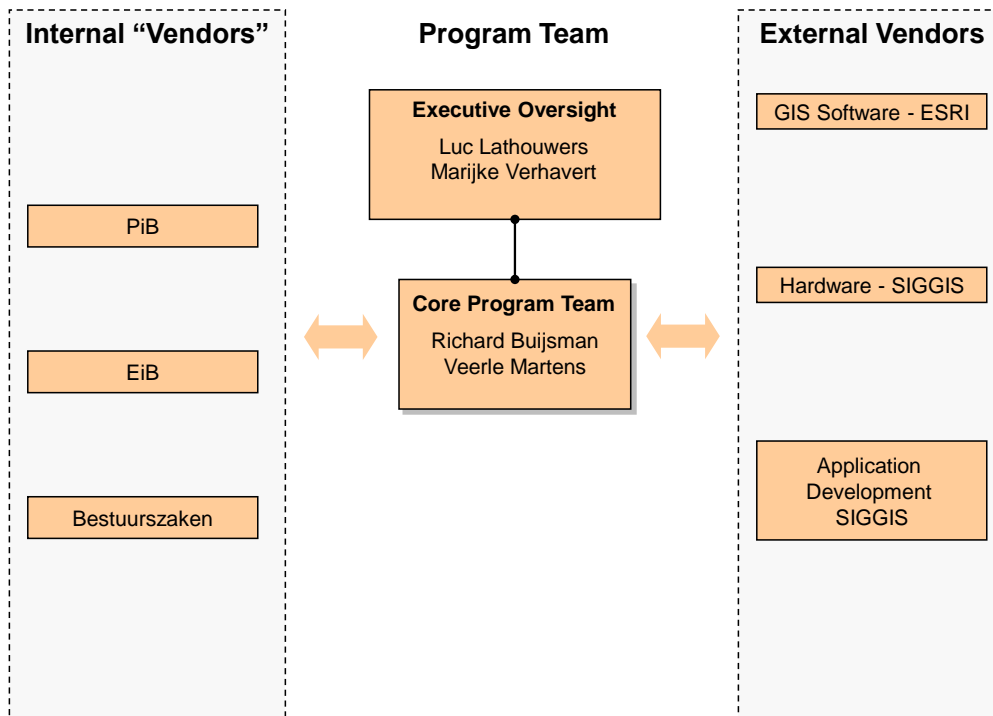 Internal “Vendors”
PiB
EiB
Bestuurszaken
Program Team
Executive Oversight
Luc Lathouwers
Marijke Verhavert
Core Program Team
Richard Buijsman
Veerle Martens
External Vendors
GIS Software - ESRI
Hardware - SIGGIS
Application
Development
SIGGIS